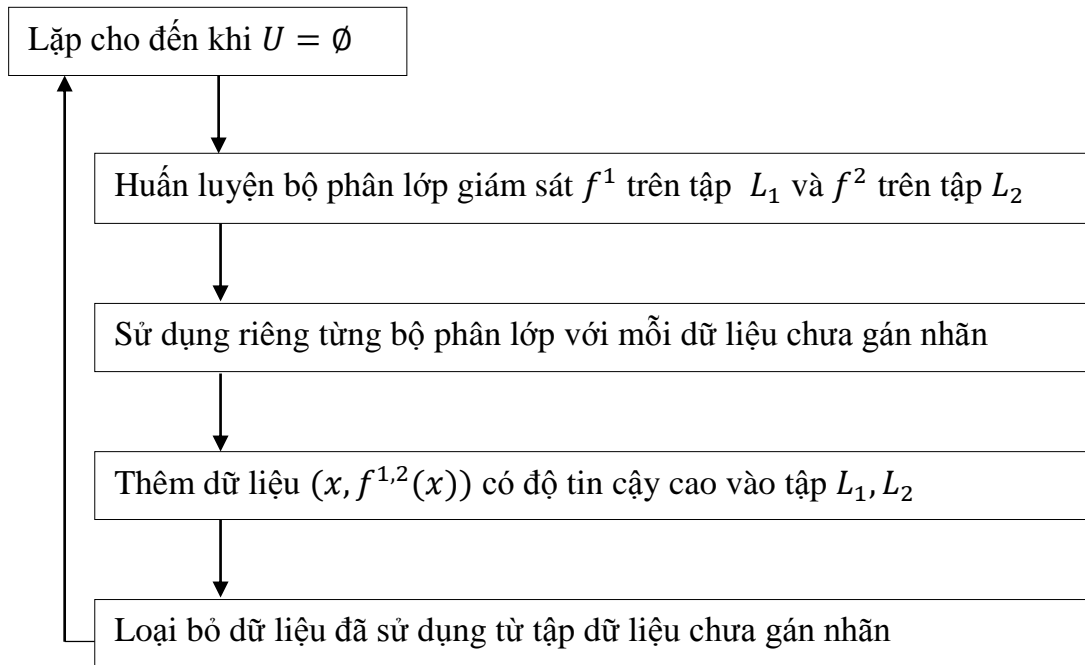 Lặp cho đến khi 𝑈 = ∅
Huấn luyện bộ phân lớp giám sát 𝑓¹ trên tập 𝐿₁ và 𝑓² trên tập 𝐿₂
Sử dụng riêng từng bộ phân lớp với mỗi dữ liệu chưa gán nhãn
Thêm dữ liệu (𝑥, 𝑓¹,²(𝑥)) có độ tin cậy cao vào tập 𝐿₁, 𝐿₂
Loại bỏ dữ liệu đã sử dụng từ tập dữ liệu chưa gán nhãn